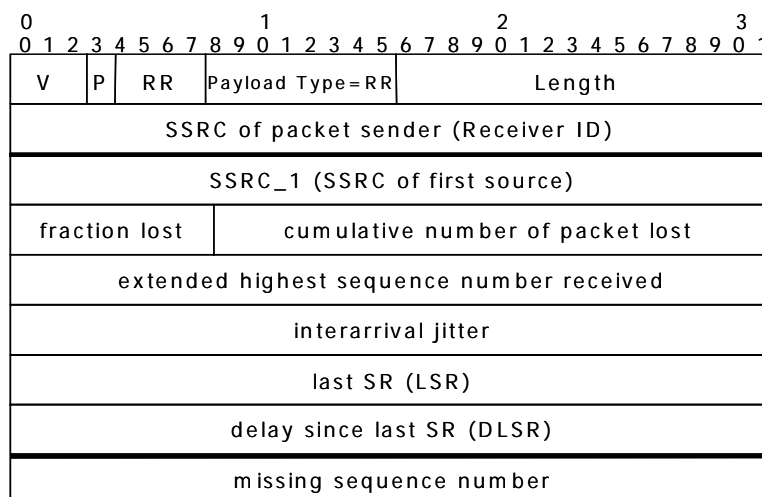 0 1 2 3
0 1 2 3 4 5 6 7 8 9 0 1 2 3 4 5 6 7 8 9 0 1 2 3 4 5 6 7 8 9 0 1
V P RR Payload Type=RR Length
SSRC of packet sender (Receiver ID)
SSRC_1 (SSRC of first source)
fraction lost cumulative number of packet lost
extended highest sequence number received
interarrival jitter
last SR (LSR)
delay since last SR (DLSR)
missing sequence number